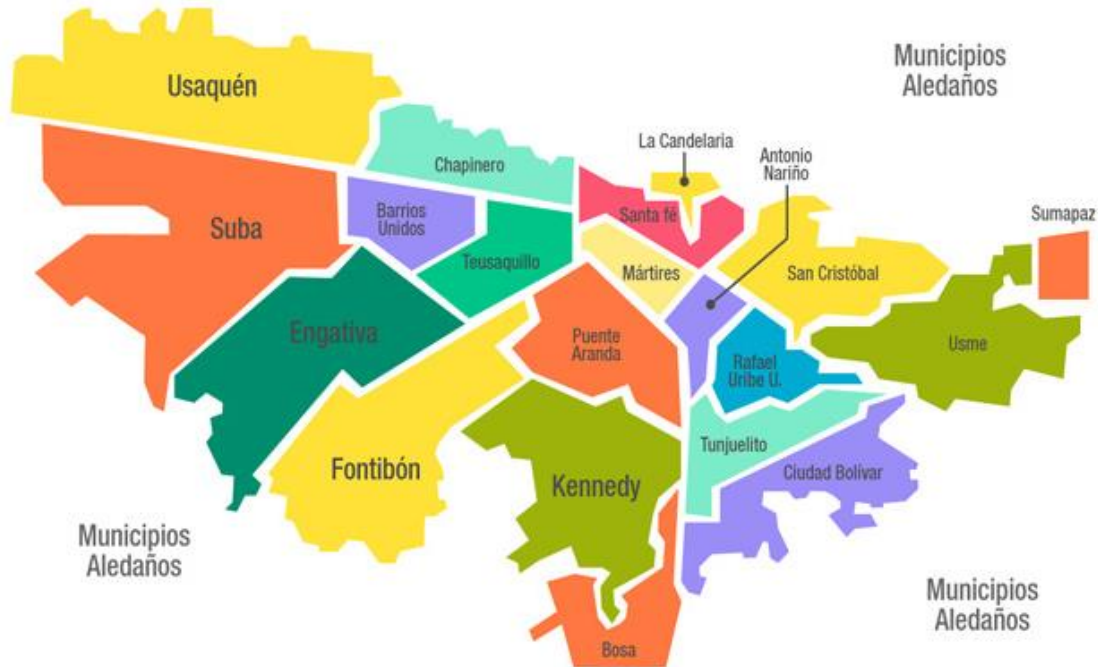 Municipios
Aledaños
Usaquén
La Candelaria
Antonio
Nariño
Chapinero
Sumapaz
Barrios
Unidos
Santa fé
Suba
Teusaquillo
Mártires
San Cristóbal
Engativa
Puente
Aranda
Usme
Rafael
Uribe U.
Tunjuelito
Fontibón
Kennedy
Ciudad Bolívar
Municipios
Aledaños
Municipios
Aledaños
Bosa